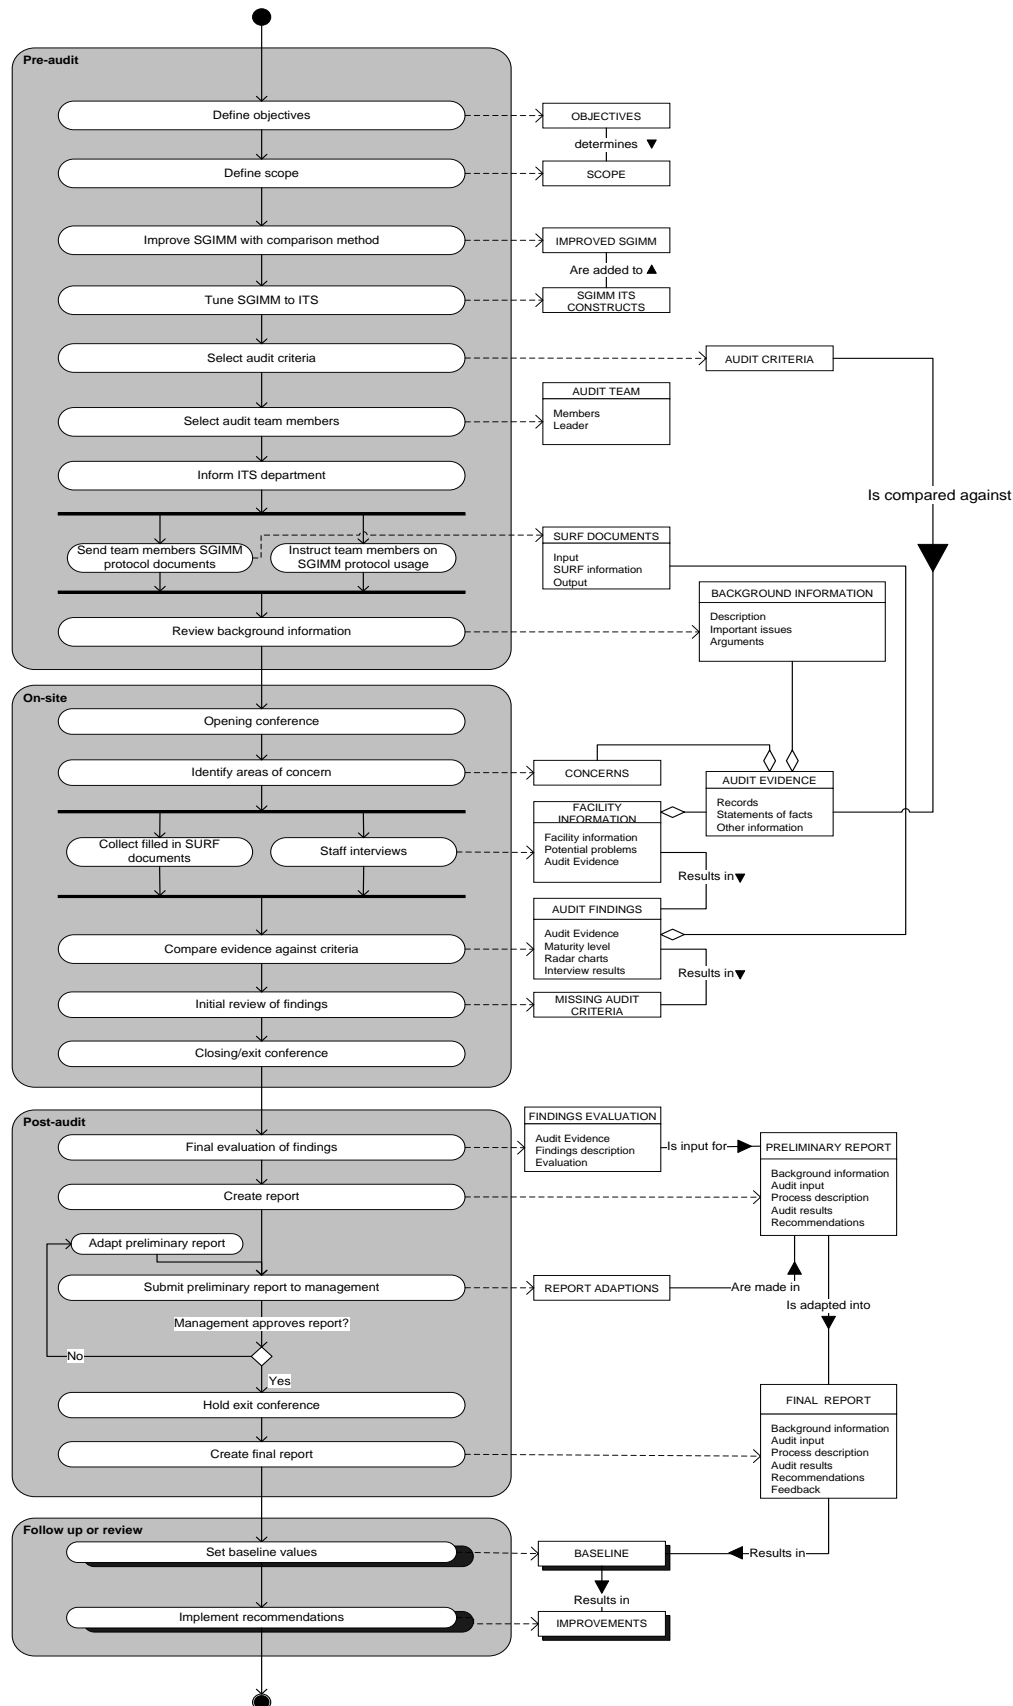 Pre-audit
Define objectives
OBJECTIVES
determines
Define scope
SCOPE
Improve SGIMM with comparison method
IMPROVED SGIMM
Are added to
Tune SGIMM to ITS
SGIMM ITS
CONSTRUCTS
Select audit criteria
AUDIT CRITERIA
AUDIT TEAM
Members
Leader
Select audit team members
Inform ITS department
Is compared against
Send team members SGIMM
protocol documents
Instruct team members on
SGIMM protocol usage
SURF DOCUMENTS
Input
SURF information
Output
BACKGROUND INFORMATION
Description
Important issues
Arguments
Review background information
On-site
Opening conference
Identify areas of concern
CONCERNS
AUDIT EVIDENCE
Records
Statements of facts
Other information
FACILITY
INFORMATION
Facility information
Potential problems
Audit Evidence
Collect filled in SURF
documents
Staff interviews
Results in
AUDIT FINDINGS
Audit Evidence
Maturity level
Radar charts
Interview results
Compare evidence against criteria
Results in
Initial review of findings
MISSING AUDIT
CRITERIA
Closing/exit conference
Post-audit
FINDINGS EVALUATION
Audit Evidence
Findings description
Evaluation
Final evaluation of findings
Is input for
PRELIMINARY REPORT
Background information
Audit input
Process description
Audit results
Recommendations
Create report
Adapt preliminary report
Submit preliminary report to management
REPORT ADAPTIONS
Are made in
Is adapted into
Management approves report?
No
Yes
Hold exit conference
FINAL REPORT
Background information
Audit input
Process description
Audit results
Recommendations
Feedback
Create final report
Follow up or review
Set baseline values
BASELINE
Results in
Results in
Implement recommendations
IMPROVEMENTS